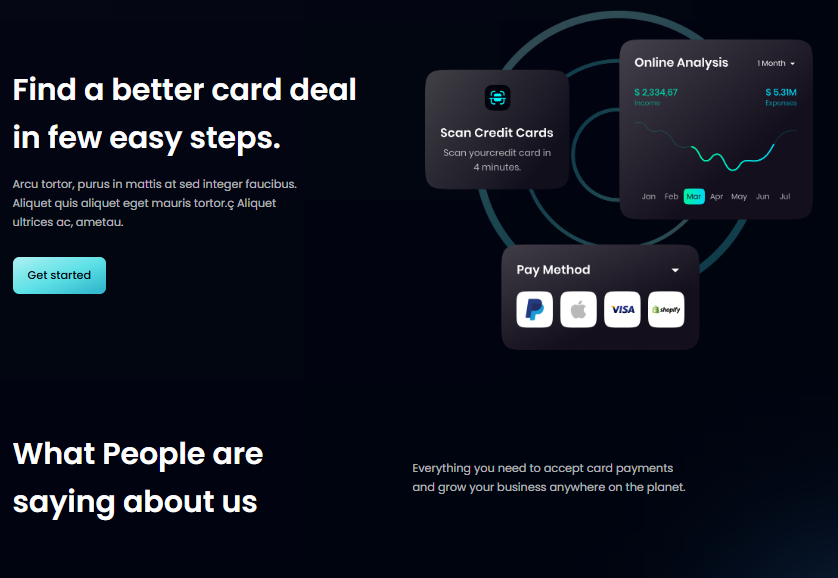 Find a better card deal
in few easy steps.
Arcu tortor, purus in mattis at sed integer faucibus.
Aliquet quis aliquet eget mauris tortor.ç Aliquet
ultrices ac, ametau.
Get started
Scan Credit Cards
Scan yourcredit card in
4 minutes.
Online Analysis
1 Month
$ 2,334.67
$ 5.31M
Income
Expenses
Jan Feb Mar Apr May Jun Jul
Pay Method
VISA
shopify
What People are
saying about us
Everything you need to accept card payments
and grow your business anywhere on the planet.